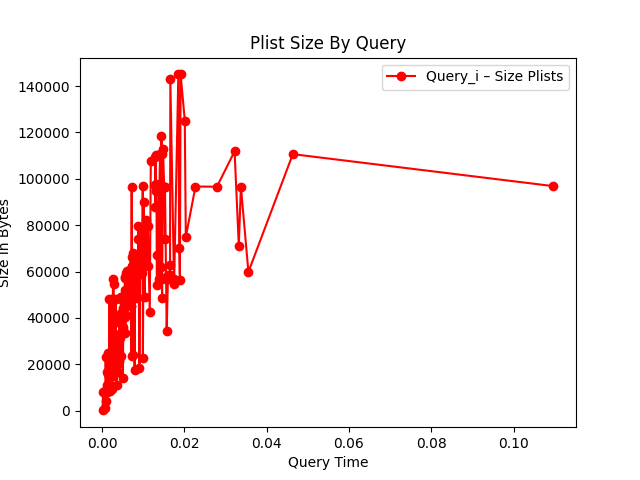 Plist Size By Query
Query_i – Size Plists
140000
120000
100000
80000
60000
40000
20000
0
Size in Bytes
0.00 0.02 0.04 0.06 0.08 0.10
Query Time